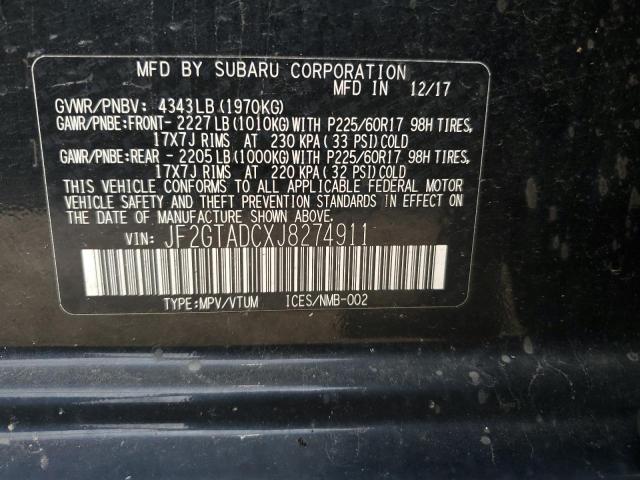 MFD BY SUBARU CORPORATION
MFD IN 12/17
GVWR/PNBV: 4343LB(1970KG)
GAWR/PNBE:FRONT-2227LB(1010KG)WITH P225/60R17 98H TIRES,
17X7J RIMS AT 230 KPA(33 PSI)COLD
GAWR/PNBE:REAR -2205LB(1000KG)WITH P225/60R17 98H TIRES,
17X7J RIMS AT 220 KPA(32 PSI)COLD
THIS VEHICLE CONFORMS TO ALL APPLICABLE FEDERAL MOTOR
VEHICLE SAFETY AND THEFT PREVENTION STANDARDS IN EFFECT
ON THE DATE OF MANUFACTURE SHOWN ABOVE.
VIN: JF2GTADCXJ8274911
TYPE:MPV/VTUM ICES/NMB-002